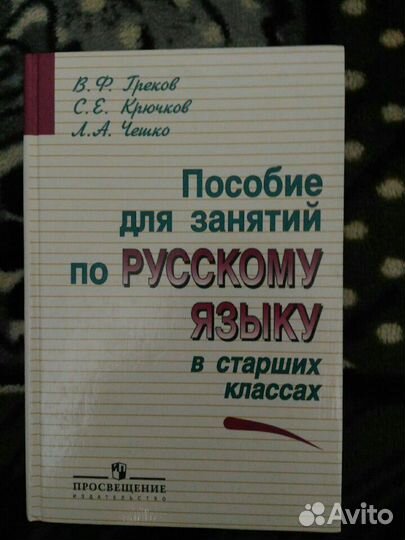 В. Ф. Греков
С. Е. Крючков
Л. А. Чешко
Пособие
для занятий
по РУССКОМУ
ЯЗЫКУ
в старших
классах
ПРОСВЕЩЕНИЕ
ИЗДАТЕЛЬСТВО
Avito